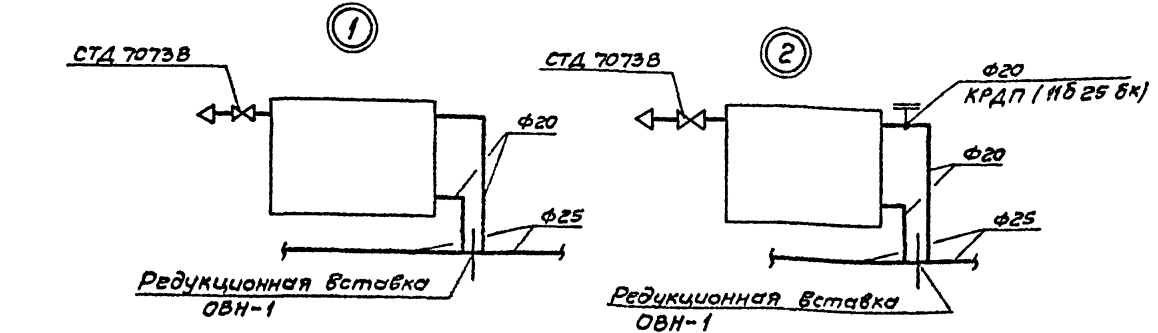 1
СТД 7073В
Ф20
Ф25
Редукционная вставка
ОВН-1
2
СТД 7073В
Ф20
КРДП (11б 25 бк)
Ф20
Ф25
Редукционная вставка
ОВН-1